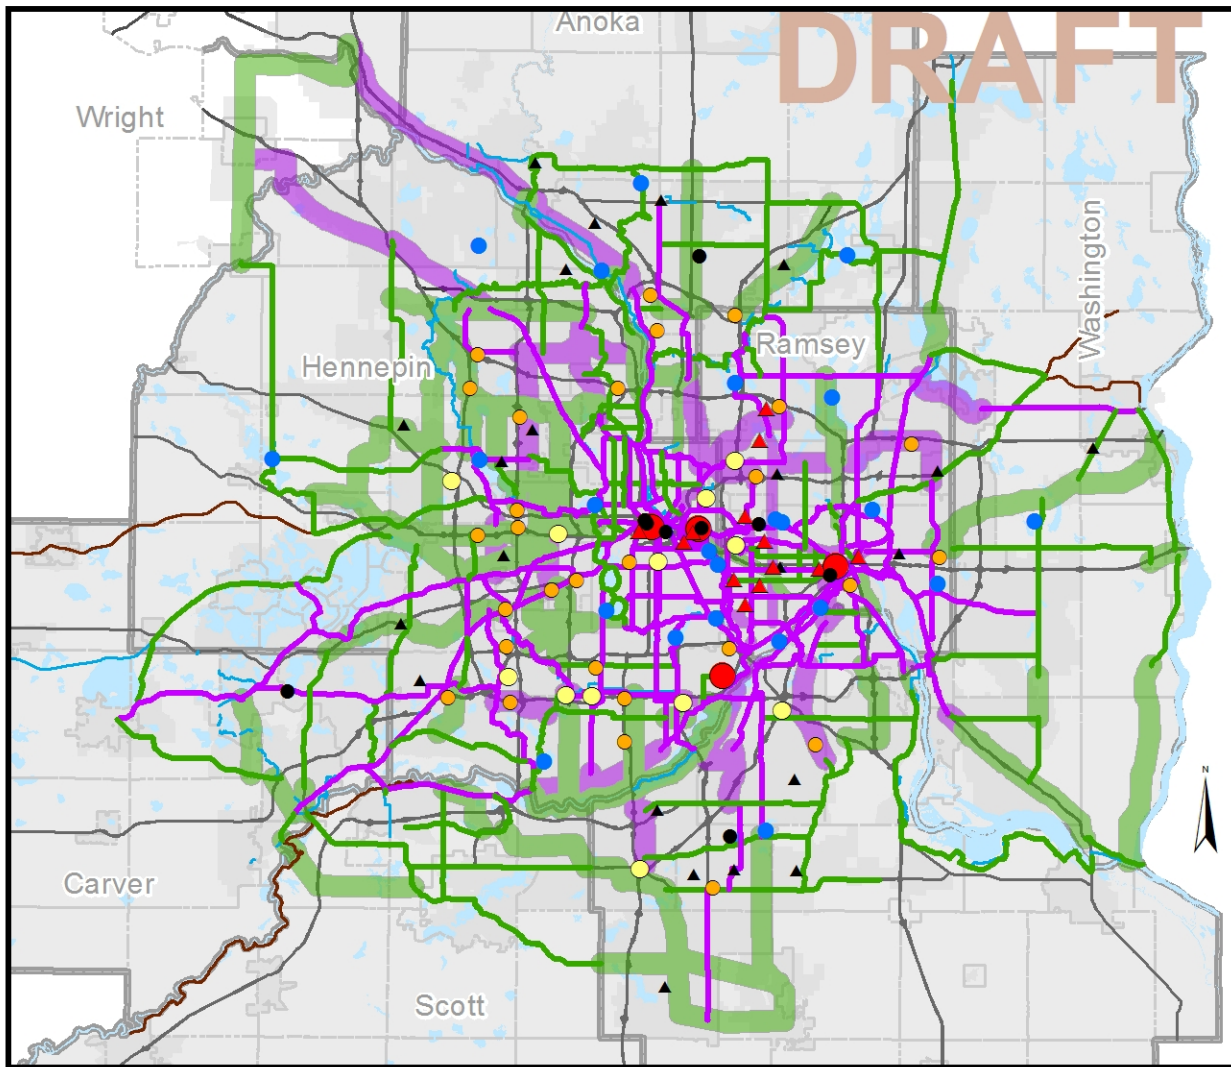 Anoka
DRAFT
Wright
Washington
Ramsey
Hennepin
N
Carver
Scott